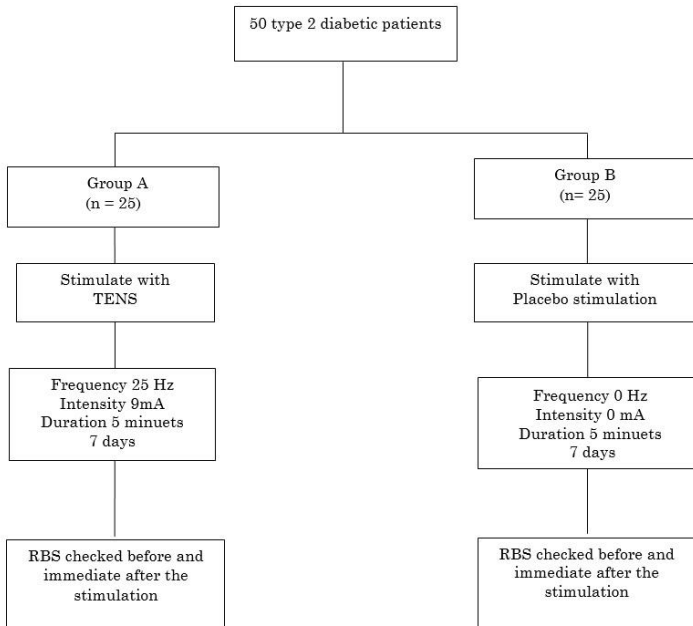 50 type 2 diabetic patients
Group A
(n = 25)
Group B
(n= 25)
Stimulate with
TENS
Stimulate with
Placebo stimulation
Frequency 25 Hz
Intensity 9mA
Duration 5 minuets
7 days
Frequency 0 Hz
Intensity 0 mA
Duration 5 minuets
7 days
RBS checked before and
immediate after the
stimulation
RBS checked before and
immediate after the
stimulation